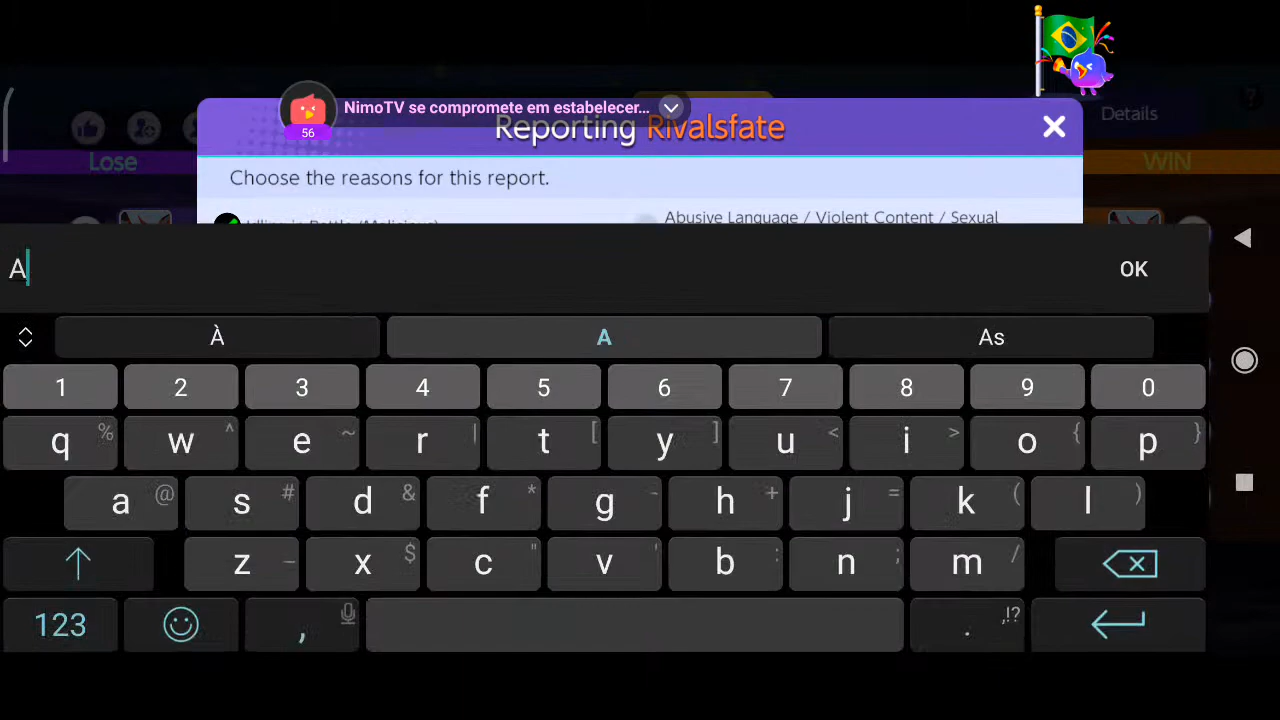 NimoTV se compromete em estabelecer...
56
Details
Reporting Rivalsfate
Lose
WIN
Choose the reasons for this report.
Abusive Language / Violent Content / Sexual
A
OK
À
A
As
1 2 3 4 5 6 7 8 9 0
q % w ^ e ~ r | t [ y ] u < i > o { p }
a @ s # d & f * g - h + j = k ( l )
z _ x $ c " v ' b : n ; m /
123 , . ,!?